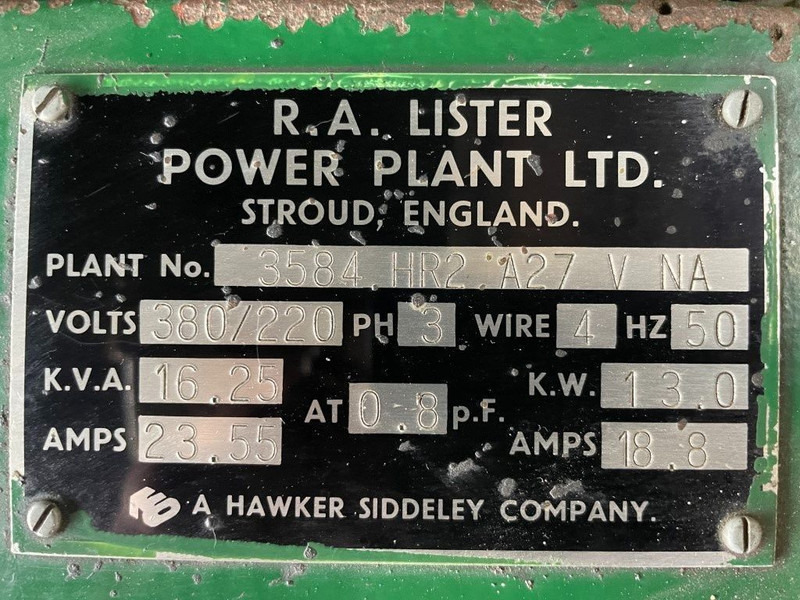 R.A. LISTER
POWER PLANT LTD.
STROUD, ENGLAND.
PLANT No. 3584 HR2 A27 V NA
VOLTS 380/220 PH 3 WIRE 4 HZ 50
K.V.A. 16.25 K.W. 13.0
AT 0.8 p.F.
AMPS 23.55 AMPS 18.8
A HAWKER SIDDELEY COMPANY.